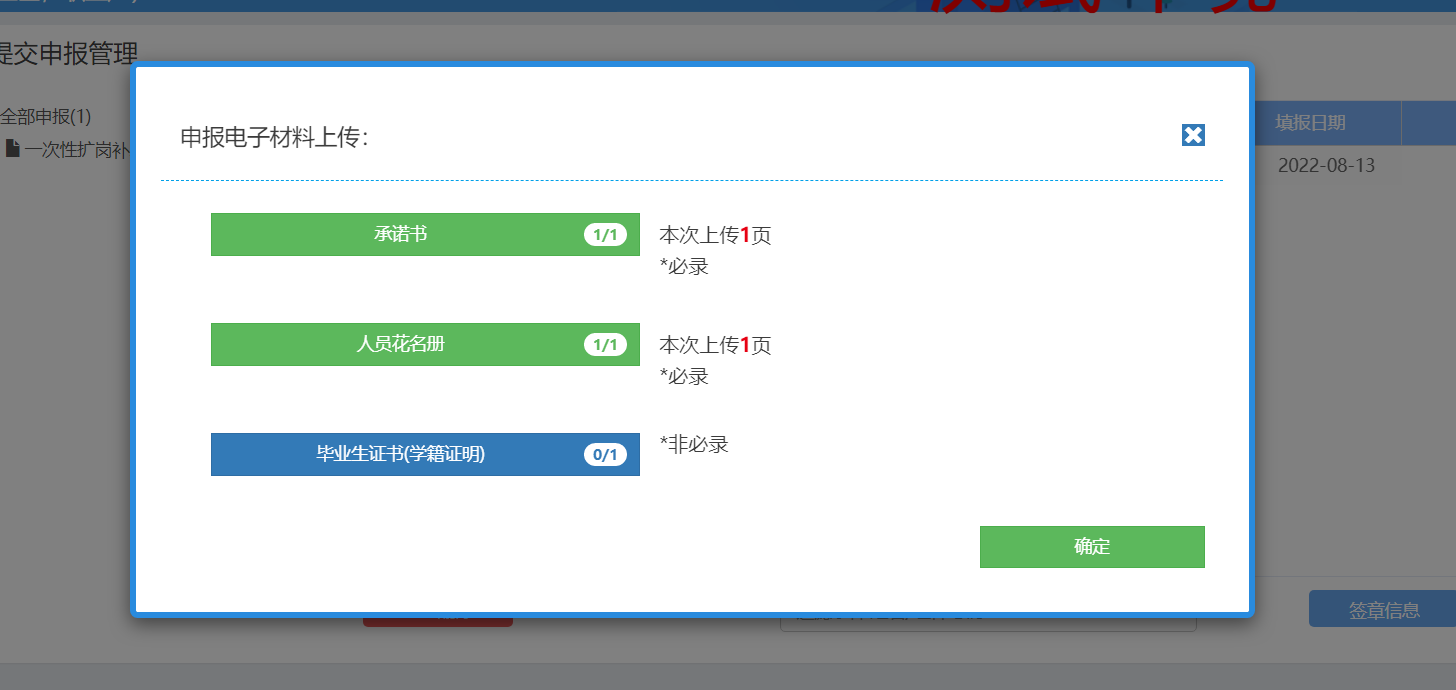 提交申报管理
全部申报(1)
一次性扩岗补
填报日期
2022-08-13
申报电子材料上传:
承诺书 1/1 本次上传1页
*必录
人员花名册 1/1 本次上传1页
*必录
毕业生证书(学籍证明) 0/1 *非必录
确定
签章信息